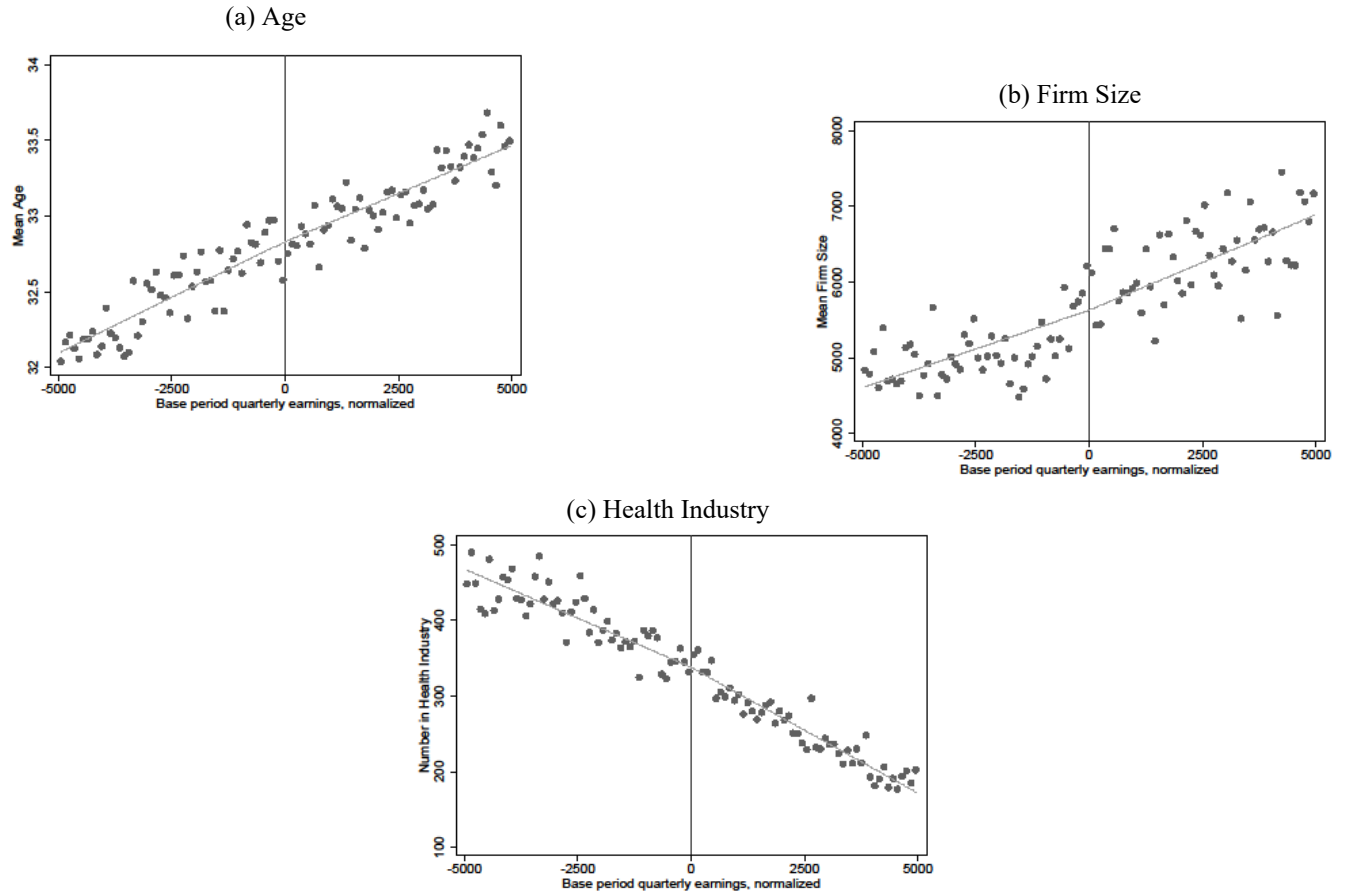 (a) Age
34
33.5
33
32.5
32
Mean Age
-5000 -2500 0 2500 5000
Base period quarterly earnings, normalized
(b) Firm Size
8000
7000
6000
5000
4000
Mean Firm Size
-5000 -2500 0 2500 5000
Base period quarterly earnings, normalized
(c) Health Industry
500
400
300
200
100
Number in Health Industry
-5000 -2500 0 2500 5000
Base period quarterly earnings, normalized